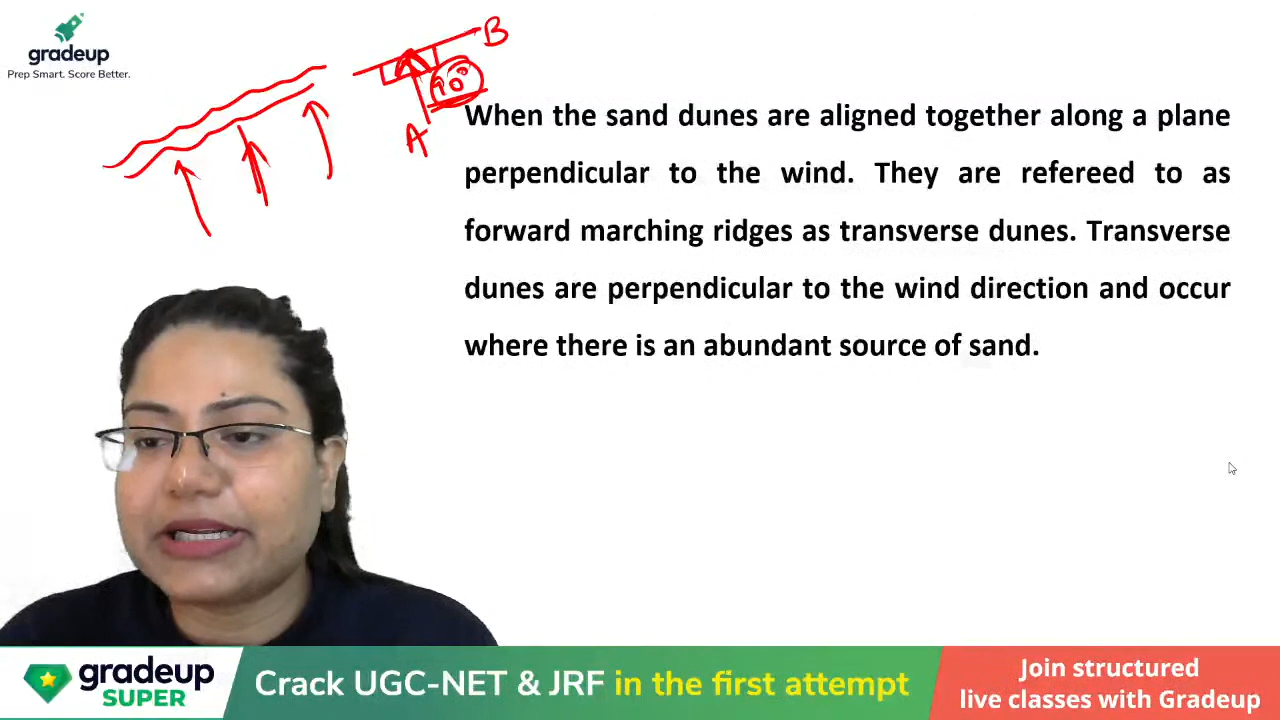 gradeup
Prep Smart. Score Better.
B
90°
A
When the sand dunes are aligned together along a plane
perpendicular to the wind. They are refereed to as
forward marching ridges as transverse dunes. Transverse
dunes are perpendicular to the wind direction and occur
where there is an abundant source of sand.
gradeup
SUPER
Crack UGC-NET & JRF in the first attempt
Join structured
live classes with Gradeup